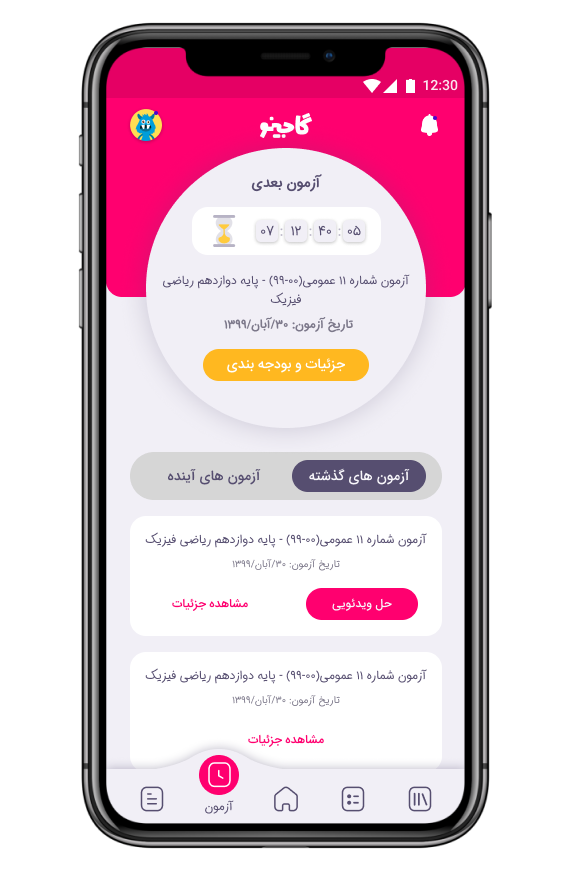 12:30
گاجینو
آزمون بعدی
۰۷ : ۱۲ : ۴۰ : ۰۵
آزمون شماره ۱۱ عمومی(۰۰-۹۹) - پایه دوازدهم ریاضی
فیزیک
تاریخ آزمون: ۳۰/آبان/۱۳۹۹
جزئیات و بودجه بندی
آزمون های گذشته
آزمون های آینده
آزمون شماره ۱۱ عمومی(۰۰-۹۹) - پایه دوازدهم ریاضی فیزیک
تاریخ آزمون: ۳۰/آبان/۱۳۹۹
حل ویدئویی
مشاهده جزئیات
آزمون شماره ۱۱ عمومی(۰۰-۹۹) - پایه دوازدهم ریاضی فیزیک
تاریخ آزمون: ۳۰/آبان/۱۳۹۹
مشاهده جزئیات
آزمون